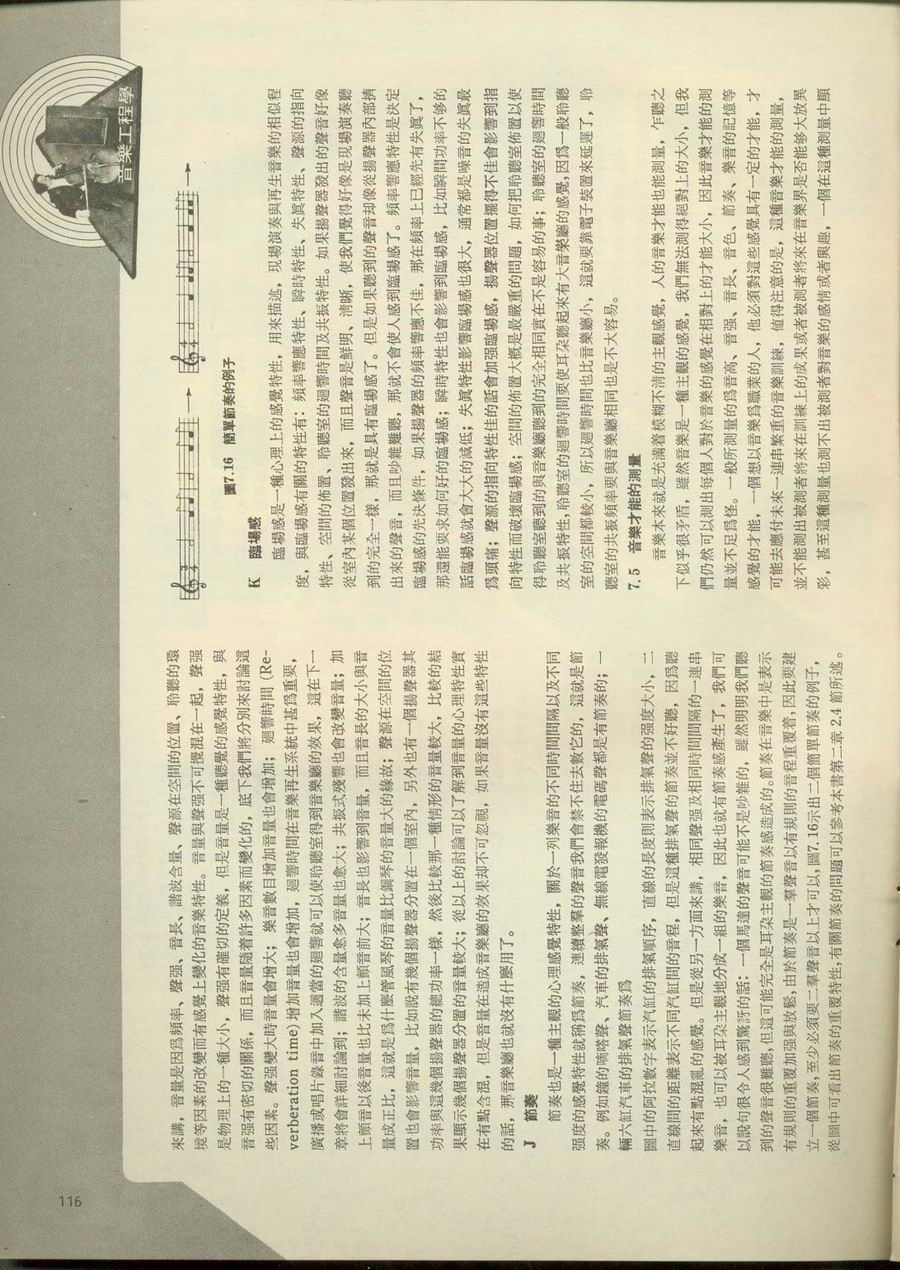 116
音樂工程學
來講，音量是因爲頻率、聲强、音長、諧波含量、聲源在空間的位置、聆聽的環
境等因素的改變而有感覺上變化的音樂特性。音量與聲强不可攪混在一起，聲强
是物理上的一種大小，聲强有確切的定義，但是音量是一種聽覺的感覺特性，與
音强有密切的關係，而且音量隨着許多因素而變化的，底下我們將分別來討論這
些因素。聲强變大時音量會增大；樂音數目增加音量也會增加；廻響時間 (Re-
verberation time) 增加音量也會增加，廻響時間在音樂再生系統中甚爲重要，
廣播或唱片錄音中加入適當的廻響就可以使聆聽室得到音樂廳的效果，這在下一
章將會詳細討論到；諧波的含量愈多音量也愈大；共振式殘響也會改變音量；加
上顫音以後音量也比未加上顫音前大；音長也影響到音量，而且音長的大小與音
量成正比，這就是爲什麼管風琴的音量比鋼琴的音量大的緣故；聲源在空間的位
置也會影響音量，比如說有幾個揚聲器分置在一個室內，另外也有一個揚聲器其
功率與這幾個揚聲器的總功率一樣，然後比較那一種情形的音量較大，比較的結
果顯示幾個揚聲器分置的音量較大；從以上的討論可以了解到音量的心理特性實
在有點含混，但是音量在造成音樂廳的效果却不可忽視，如果音量沒有這些特性
的話，那音樂廳也就沒有什麼用了。
J　節奏
節奏也是一種主觀的心理感覺特性，關於一列樂音的不同時間間隔以及不同
强度的感覺特性就稱爲節奏，連續整羣的聲音我們會禁不住去數它的，這就是節
奏。例如鐘的嘀嗒聲、汽車的排氣聲、無線電發報機的電碼聲都是有節奏的；一
輛六缸汽車的排氣聲節奏爲
圖中的阿拉數字表示汽缸的排氣順序，直線的長度則表示排氣聲的强度大小，二
直線間的距離表示不同汽缸間的音程，但是這種排氣聲的節奏並不好聽，因爲聽
起來有點混亂的感覺。但是從另一方面來講，相同聲强及相同時間間隔的一連串
樂音，也可以被耳朵主觀地分成一組的樂音，因此也就有節奏感產生了，我們可
以說句很令人感到驚訝的話：一個馬達的聲音可能不是吵雜的，雖然明明我們聽
到的聲音很難聽，但這可能完全是耳朵主觀的節奏感造成的。節奏在音樂中是表示
有規則的重覆加强與放鬆，由於節奏是一羣聲音以有規則的音程重覆着，因此要建
立一個節奏，至少必須要二羣聲音以上才可以，圖7.16示出二個簡單節奏的例子，
從圖中可看出節奏的重覆特性，有關節奏的問題可以參考本書第二章 2.4 節所述。
圖7.16　簡單節奏的例子
K　臨場感
臨場感是一種心理上的感覺特性，用來描述，現場演奏與再生音樂的相似程
度，與臨場感有關的特性有：頻率響應特性、瞬時特性、失眞特性、聲源的指向
特性、空間的佈置、聆聽室的廻響時間及共振特性。如果揚聲器發出的聲音好像
從室內某個位置發出來，而且聲音是鮮明、清晰，使我們覺得好像是現場演奏聽
到的完全一樣，那就是具有臨場感了。但是如果聽到的聲音却像從揚聲器內部擠
出來的聲音，而且吵雜難聽，那就不會使人感到臨場感了。頻率響應特性是決定
臨場感的先決條件，如果揚聲器的頻率響應不佳，那在頻率上已經先有失眞了，
那還能要求如何好的臨場感；瞬時特性也會影響到臨場感，比如瞬間功率不够的
話臨場感就會大大的減低；失眞特性影響臨場感也很大，通常都是噪音的失眞最
爲頭痛；聲源的指向特性佳的話會加强臨場感，揚聲器位置擺得不佳會影響到指
向特性而破壞臨場感；空間的佈置大概是最嚴重的問題，如何把聆聽室佈置以使
得聆聽室聽到的與音樂廳聽到的完全相同實在不是容易的事；聆聽室的廻響時間
及共振特性，聆聽室的廻響時間要使耳朵聽起來有大音樂廳的感覺，因爲一般聆聽
室的空間都較小，所以廻響時間也比音樂廳小，這就要靠電子裝置來延遲了，聆
聽室的共振頻率要與音樂廳相同也是不大容易。
7.5　音樂才能的測量
音樂本來就是充滿着模糊不清的主觀感覺，人的音樂才能也能測量，乍聽之
下似乎很矛盾，雖然音樂是一種主觀的感覺，我們無法測得絕對上的大小，但我
們仍然可以測出每個人對於音樂的感覺在相對上的才能大小，因此音樂才能的測
量並不足爲怪。一般所測量的爲音高、音强、音長、音色、節奏、樂音的記憶等
感覺的才能，一個想以音樂爲職業的人，他必須對這些感覺具有一定的才能，才
可能去應付未來一連串繁重的音樂訓練，値得注意的是，這種音樂才能的測量，
並不能測出被測者將來在訓練上的成果或者被測者將來在音樂界是否能够大放異
彩，甚至這種測量也測不出被測者對音樂的感情或者興趣，一個在這種測量中顯